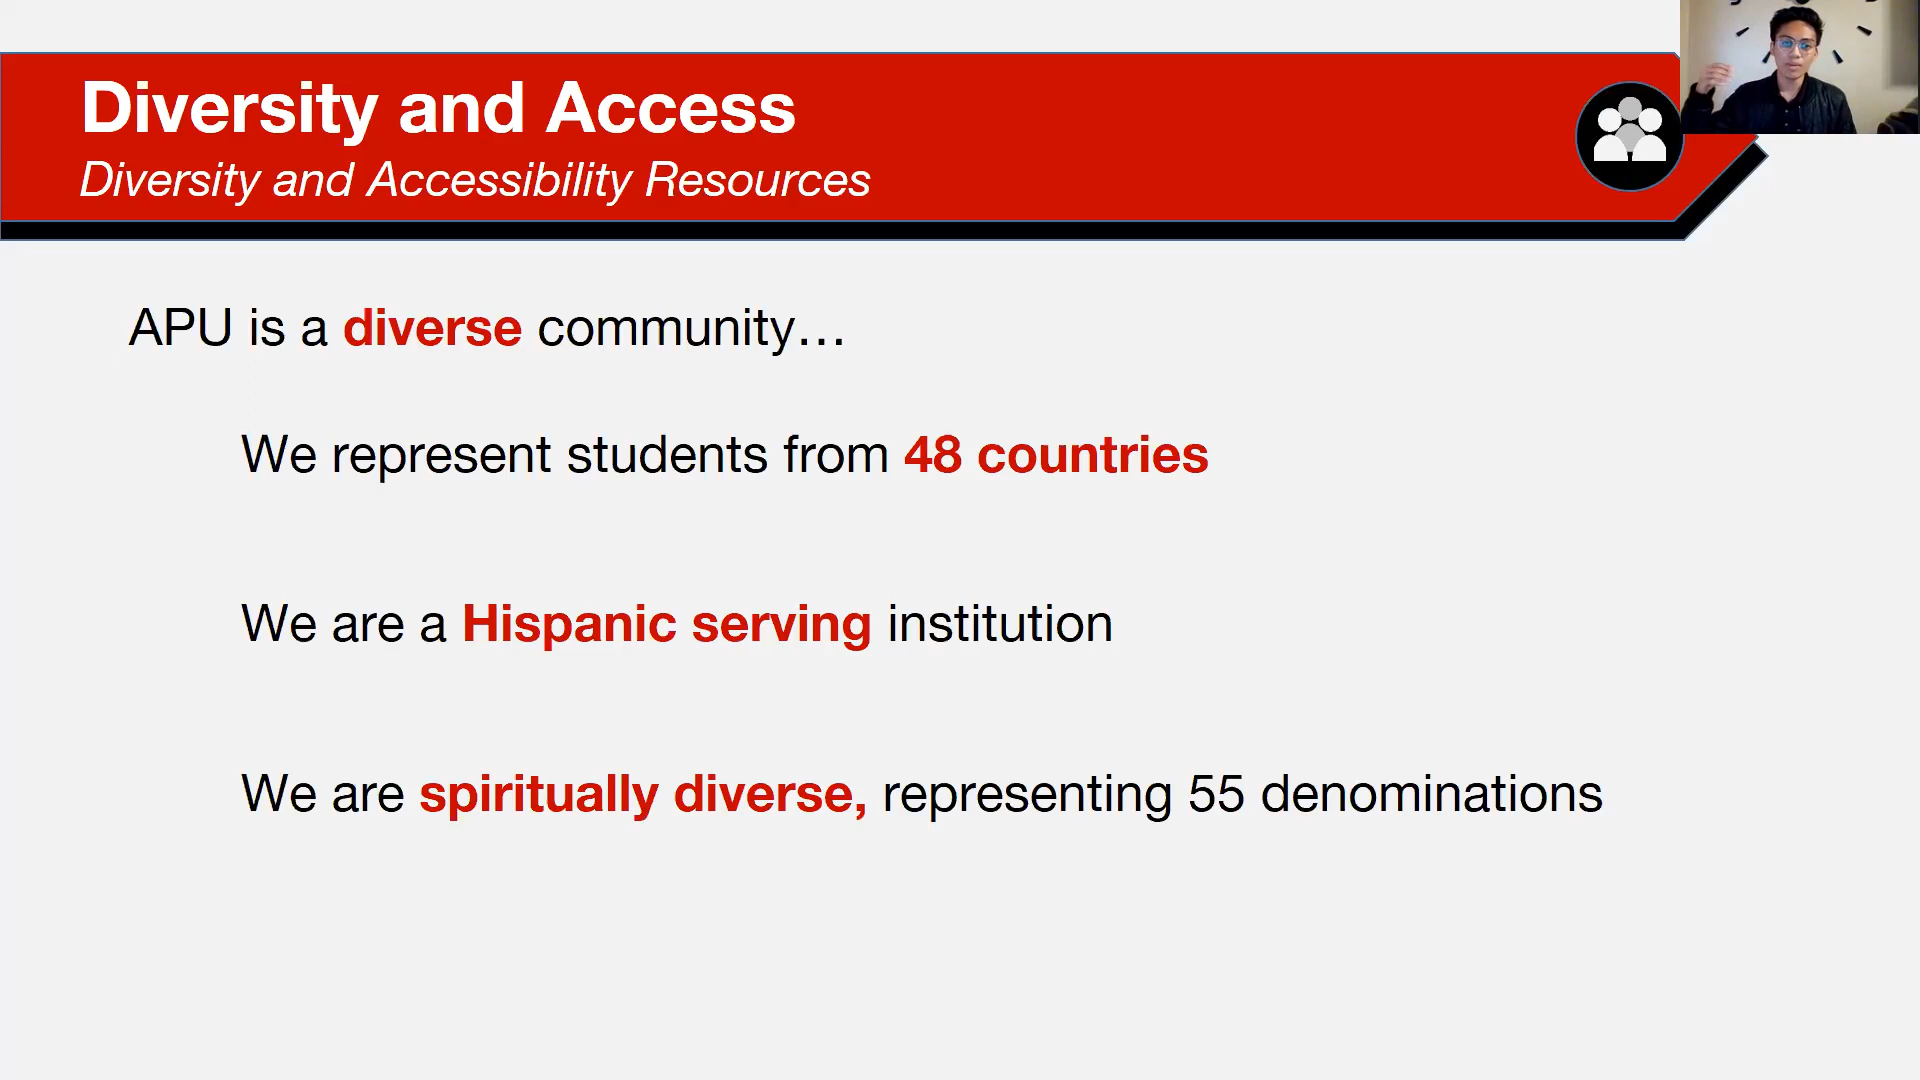 Diversity and Access
Diversity and Accessibility Resources
APU is a diverse community…
We represent students from 48 countries
We are a Hispanic serving institution
We are spiritually diverse, representing 55 denominations